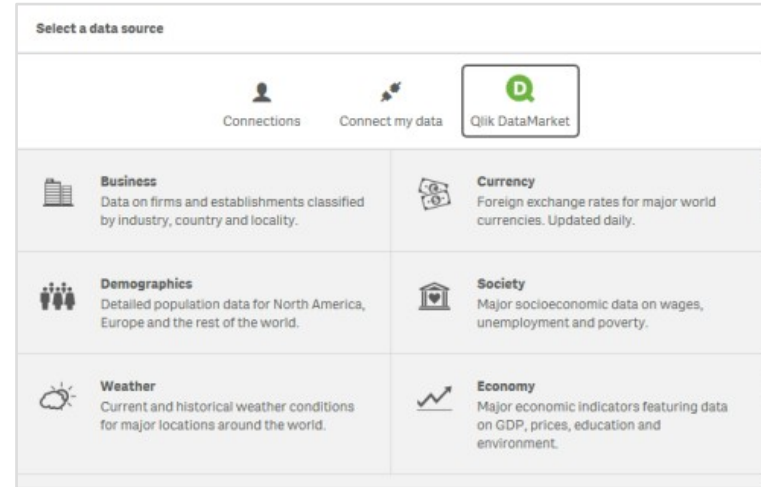 Select a data source
Connections
Connect my data
Qlik DataMarket
Business
Data on firms and establishments classified
by industry, country and locality.
Currency
Foreign exchange rates for major world
currencies. Updated daily.
Demographics
Detailed population data for North America,
Europe and the rest of the world.
Society
Major socioeconomic data on wages,
unemployment and poverty.
Weather
Current and historical weather conditions
for major locations around the world.
Economy
Major economic indicators featuring data
on GDP, prices, education and
environment.